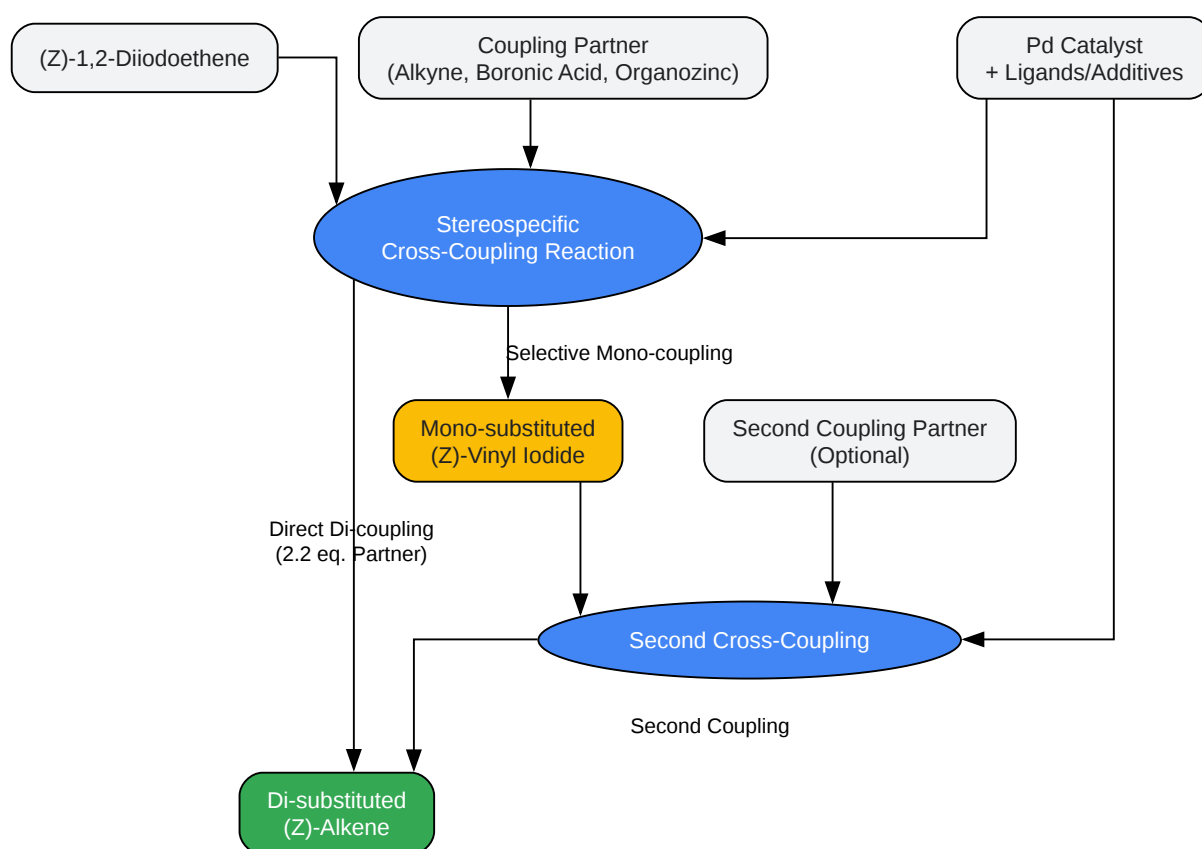 (Z)-1,2-Diiodoethene
Coupling Partner
(Alkyne, Boronic Acid, Organozinc)
Pd Catalyst
+ Ligands/Additives
Stereospecific
Cross-Coupling Reaction
Selective Mono-coupling
Mono-substituted
(Z)-Vinyl Iodide
Second Coupling Partner
(Optional)
Direct Di-coupling
(2.2 eq. Partner)
Second Cross-Coupling
Second Coupling
Di-substituted
(Z)-Alkene